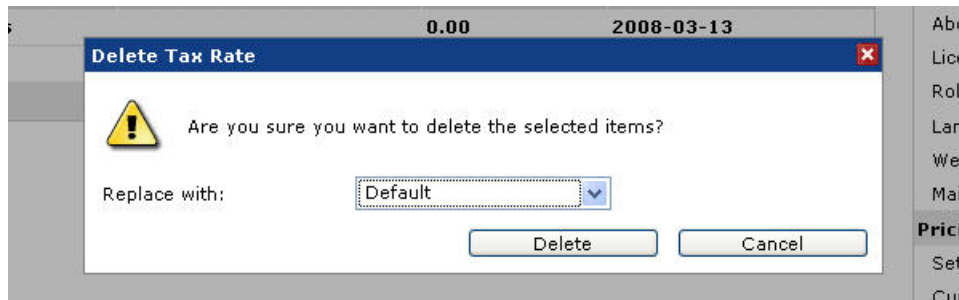 0.00 2008-03-13
Delete Tax Rate
Are you sure you want to delete the selected items?
Replace with: Default
Delete Cancel